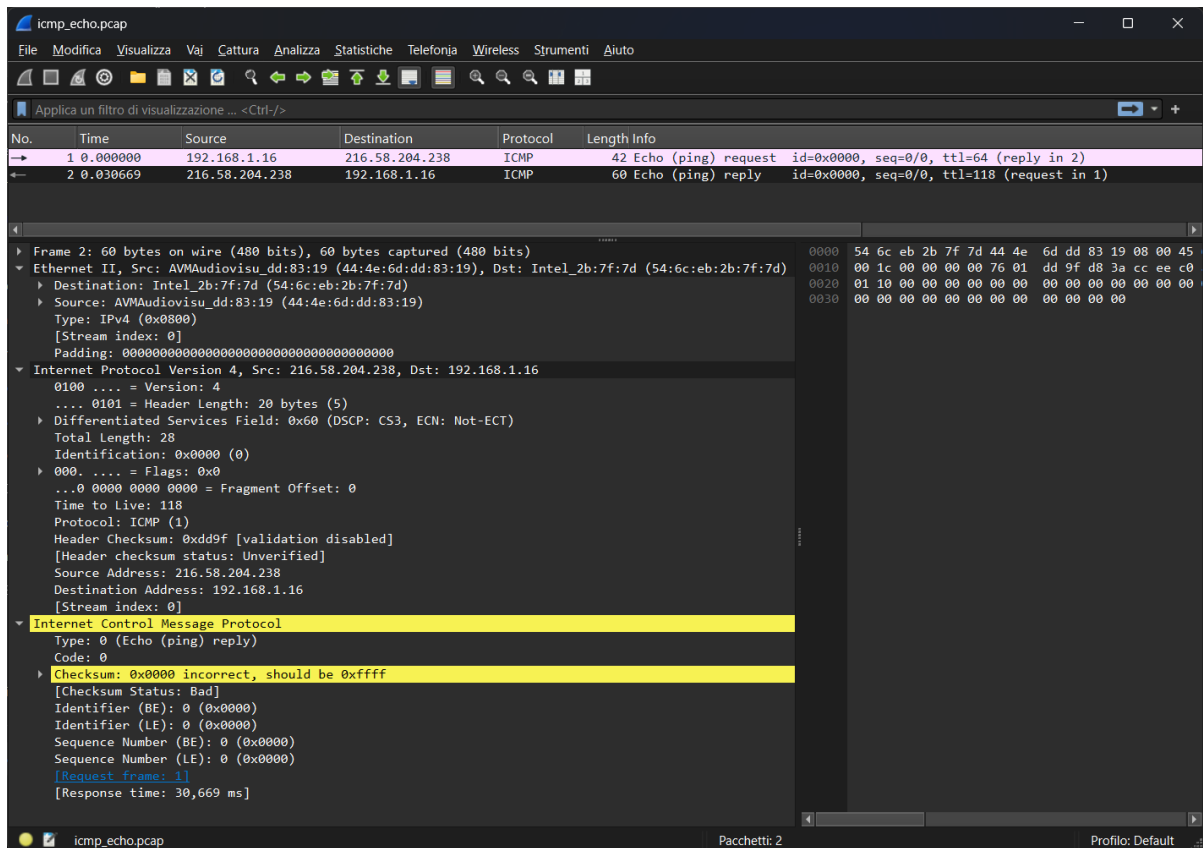 icmp_echo.pcap
File Modifica Visualizza Vai Cattura Analizza Statistiche Telefonia Wireless Strumenti Aiuto
Applica un filtro di visualizzazione ... <Ctrl-/>
No. Time Source Destination Protocol Length Info
1 0.000000 192.168.1.16 216.58.204.238 ICMP 42 Echo (ping) request id=0x0000, seq=0/0, ttl=64 (reply in 2)
2 0.030669 216.58.204.238 192.168.1.16 ICMP 60 Echo (ping) reply id=0x0000, seq=0/0, ttl=118 (request in 1)
Frame 2: 60 bytes on wire (480 bits), 60 bytes captured (480 bits)
Ethernet II, Src: AVMAudiovisu_dd:83:19 (44:4e:6d:dd:83:19), Dst: Intel_2b:7f:7d (54:6c:eb:2b:7f:7d)
Destination: Intel_2b:7f:7d (54:6c:eb:2b:7f:7d)
Source: AVMAudiovisu_dd:83:19 (44:4e:6d:dd:83:19)
Type: IPv4 (0x0800)
[Stream index: 0]
Padding: 000000000000000000000000000000000000
Internet Protocol Version 4, Src: 216.58.204.238, Dst: 192.168.1.16
0100 .... = Version: 4
.... 0101 = Header Length: 20 bytes (5)
Differentiated Services Field: 0x60 (DSCP: CS3, ECN: Not-ECT)
Total Length: 28
Identification: 0x0000 (0)
000. .... = Flags: 0x0
...0 0000 0000 0000 = Fragment Offset: 0
Time to Live: 118
Protocol: ICMP (1)
Header Checksum: 0xdd9f [validation disabled]
[Header checksum status: Unverified]
Source Address: 216.58.204.238
Destination Address: 192.168.1.16
[Stream index: 0]
Internet Control Message Protocol
Type: 0 (Echo (ping) reply)
Code: 0
Checksum: 0x0000 incorrect, should be 0xffff
[Checksum Status: Bad]
Identifier (BE): 0 (0x0000)
Identifier (LE): 0 (0x0000)
Sequence Number (BE): 0 (0x0000)
Sequence Number (LE): 0 (0x0000)
[Request frame: 1]
[Response time: 30,669 ms]
0000 54 6c eb 2b 7f 7d 44 4e 6d dd 83 19 08 00 45
0010 00 1c 00 00 00 00 76 01 dd 9f d8 3a cc ee c0
0020 01 10 00 00 00 00 00 00 00 00 00 00 00 00 00
0030 00 00 00 00 00 00 00 00 00 00 00 00
icmp_echo.pcap Pacchetti: 2 Profilo: Default